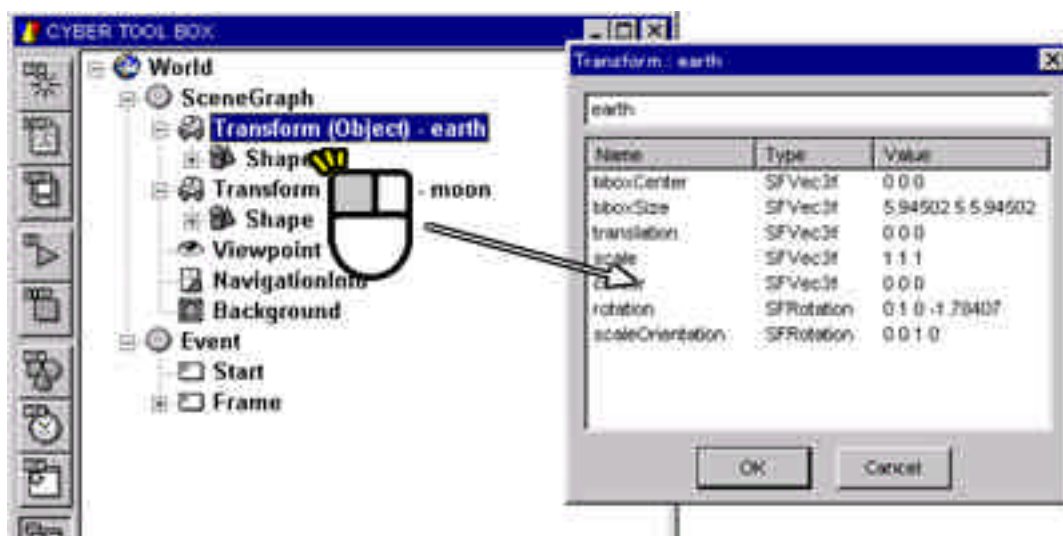 CYBER TOOL BOX
World
SceneGraph
Transform (Object) - earth
Shape
Transform - moon
Shape
Viewpoint
NavigationInfo
Background
Event
Start
Frame
Transform : earth
earth
Name Type Value
bboxCenter SFVec3f 0 0 0
bboxSize SFVec3f 5.94502 5.5.94502
translation SFVec3f 0 0 0
scale SFVec3f 1 1 1
SFVec3f 0 0 0
rotation SFRotation 0 1 0 -1.78407
scaleOrientation SFRotation 0 0 1 0
OK Cancel